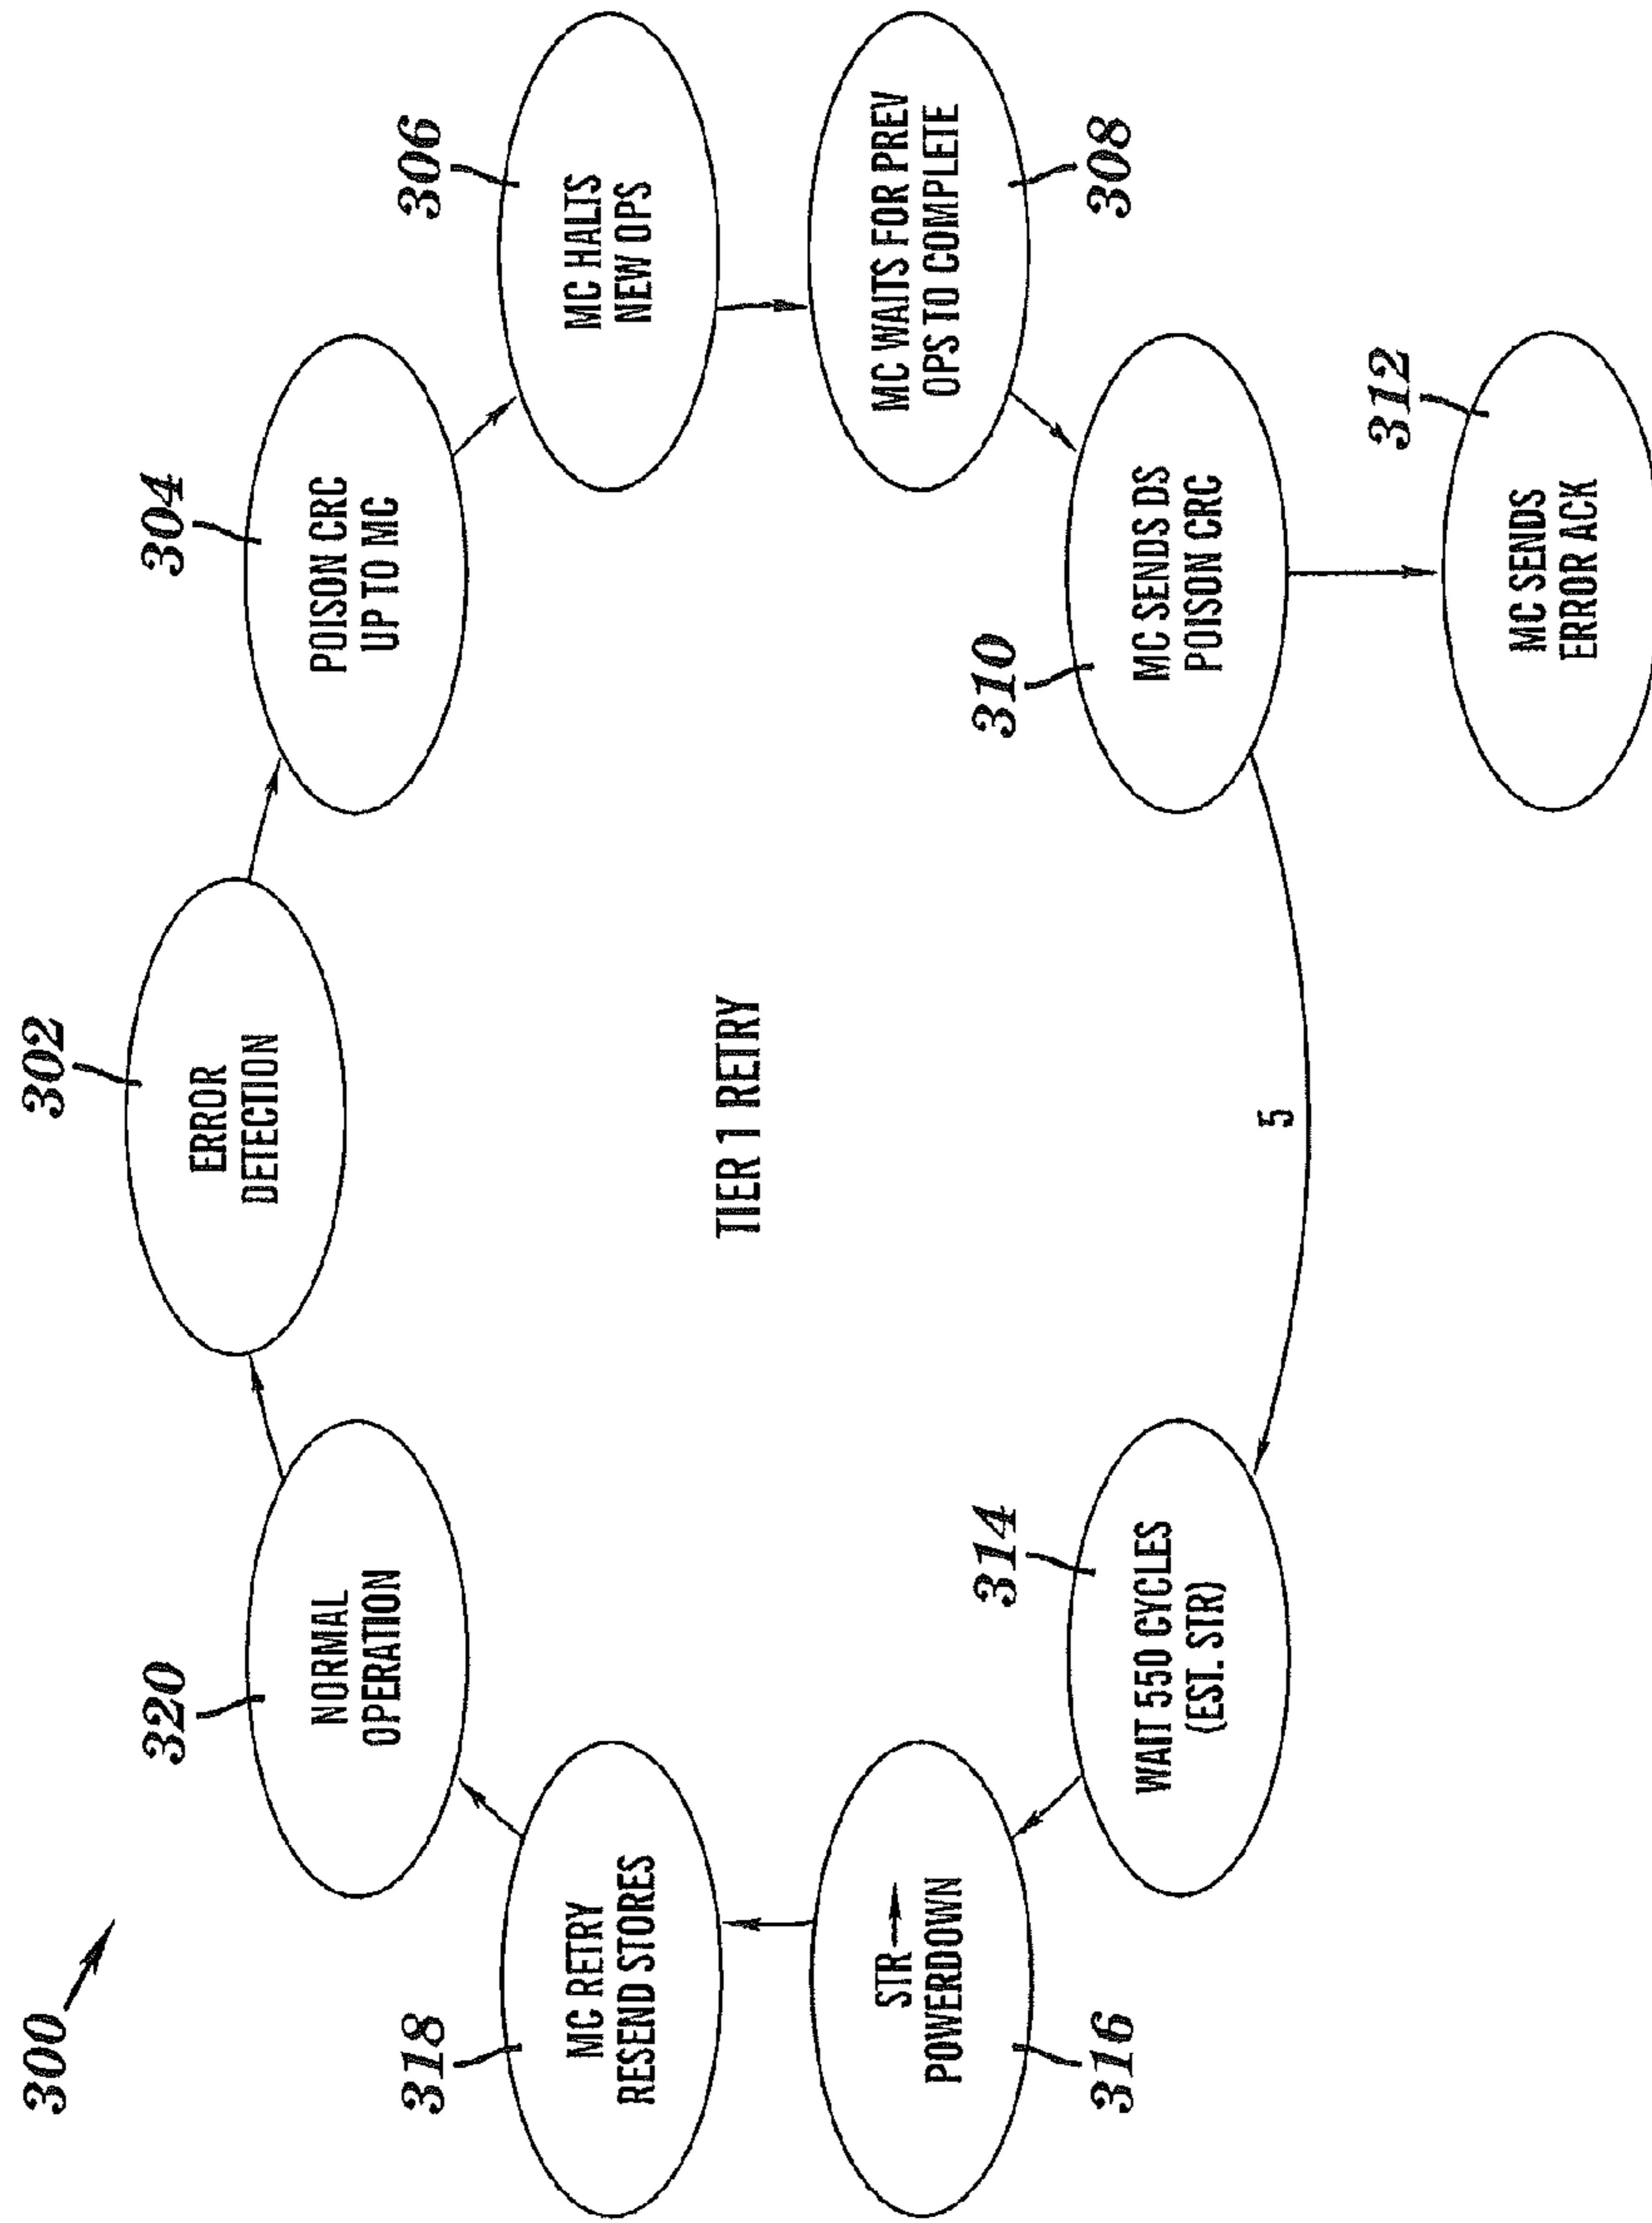 300
302
ERROR
DETECTION
304
POISON CRC
UP TO MC
306
MC HALTS
NEW OPS
MC WAITS FOR PREV
OPS TO COMPLETE
308
310
MC SENDS DS
POISON CRC
312
MC SENDS
ERROR ACK
5
314
WAIT 550 CYCLES
(EST. STR)
STR→
POWERDOWN
316
318
MC RETRY
RESEND STORES
320
NORMAL
OPERATION
TIER 1 RETRY